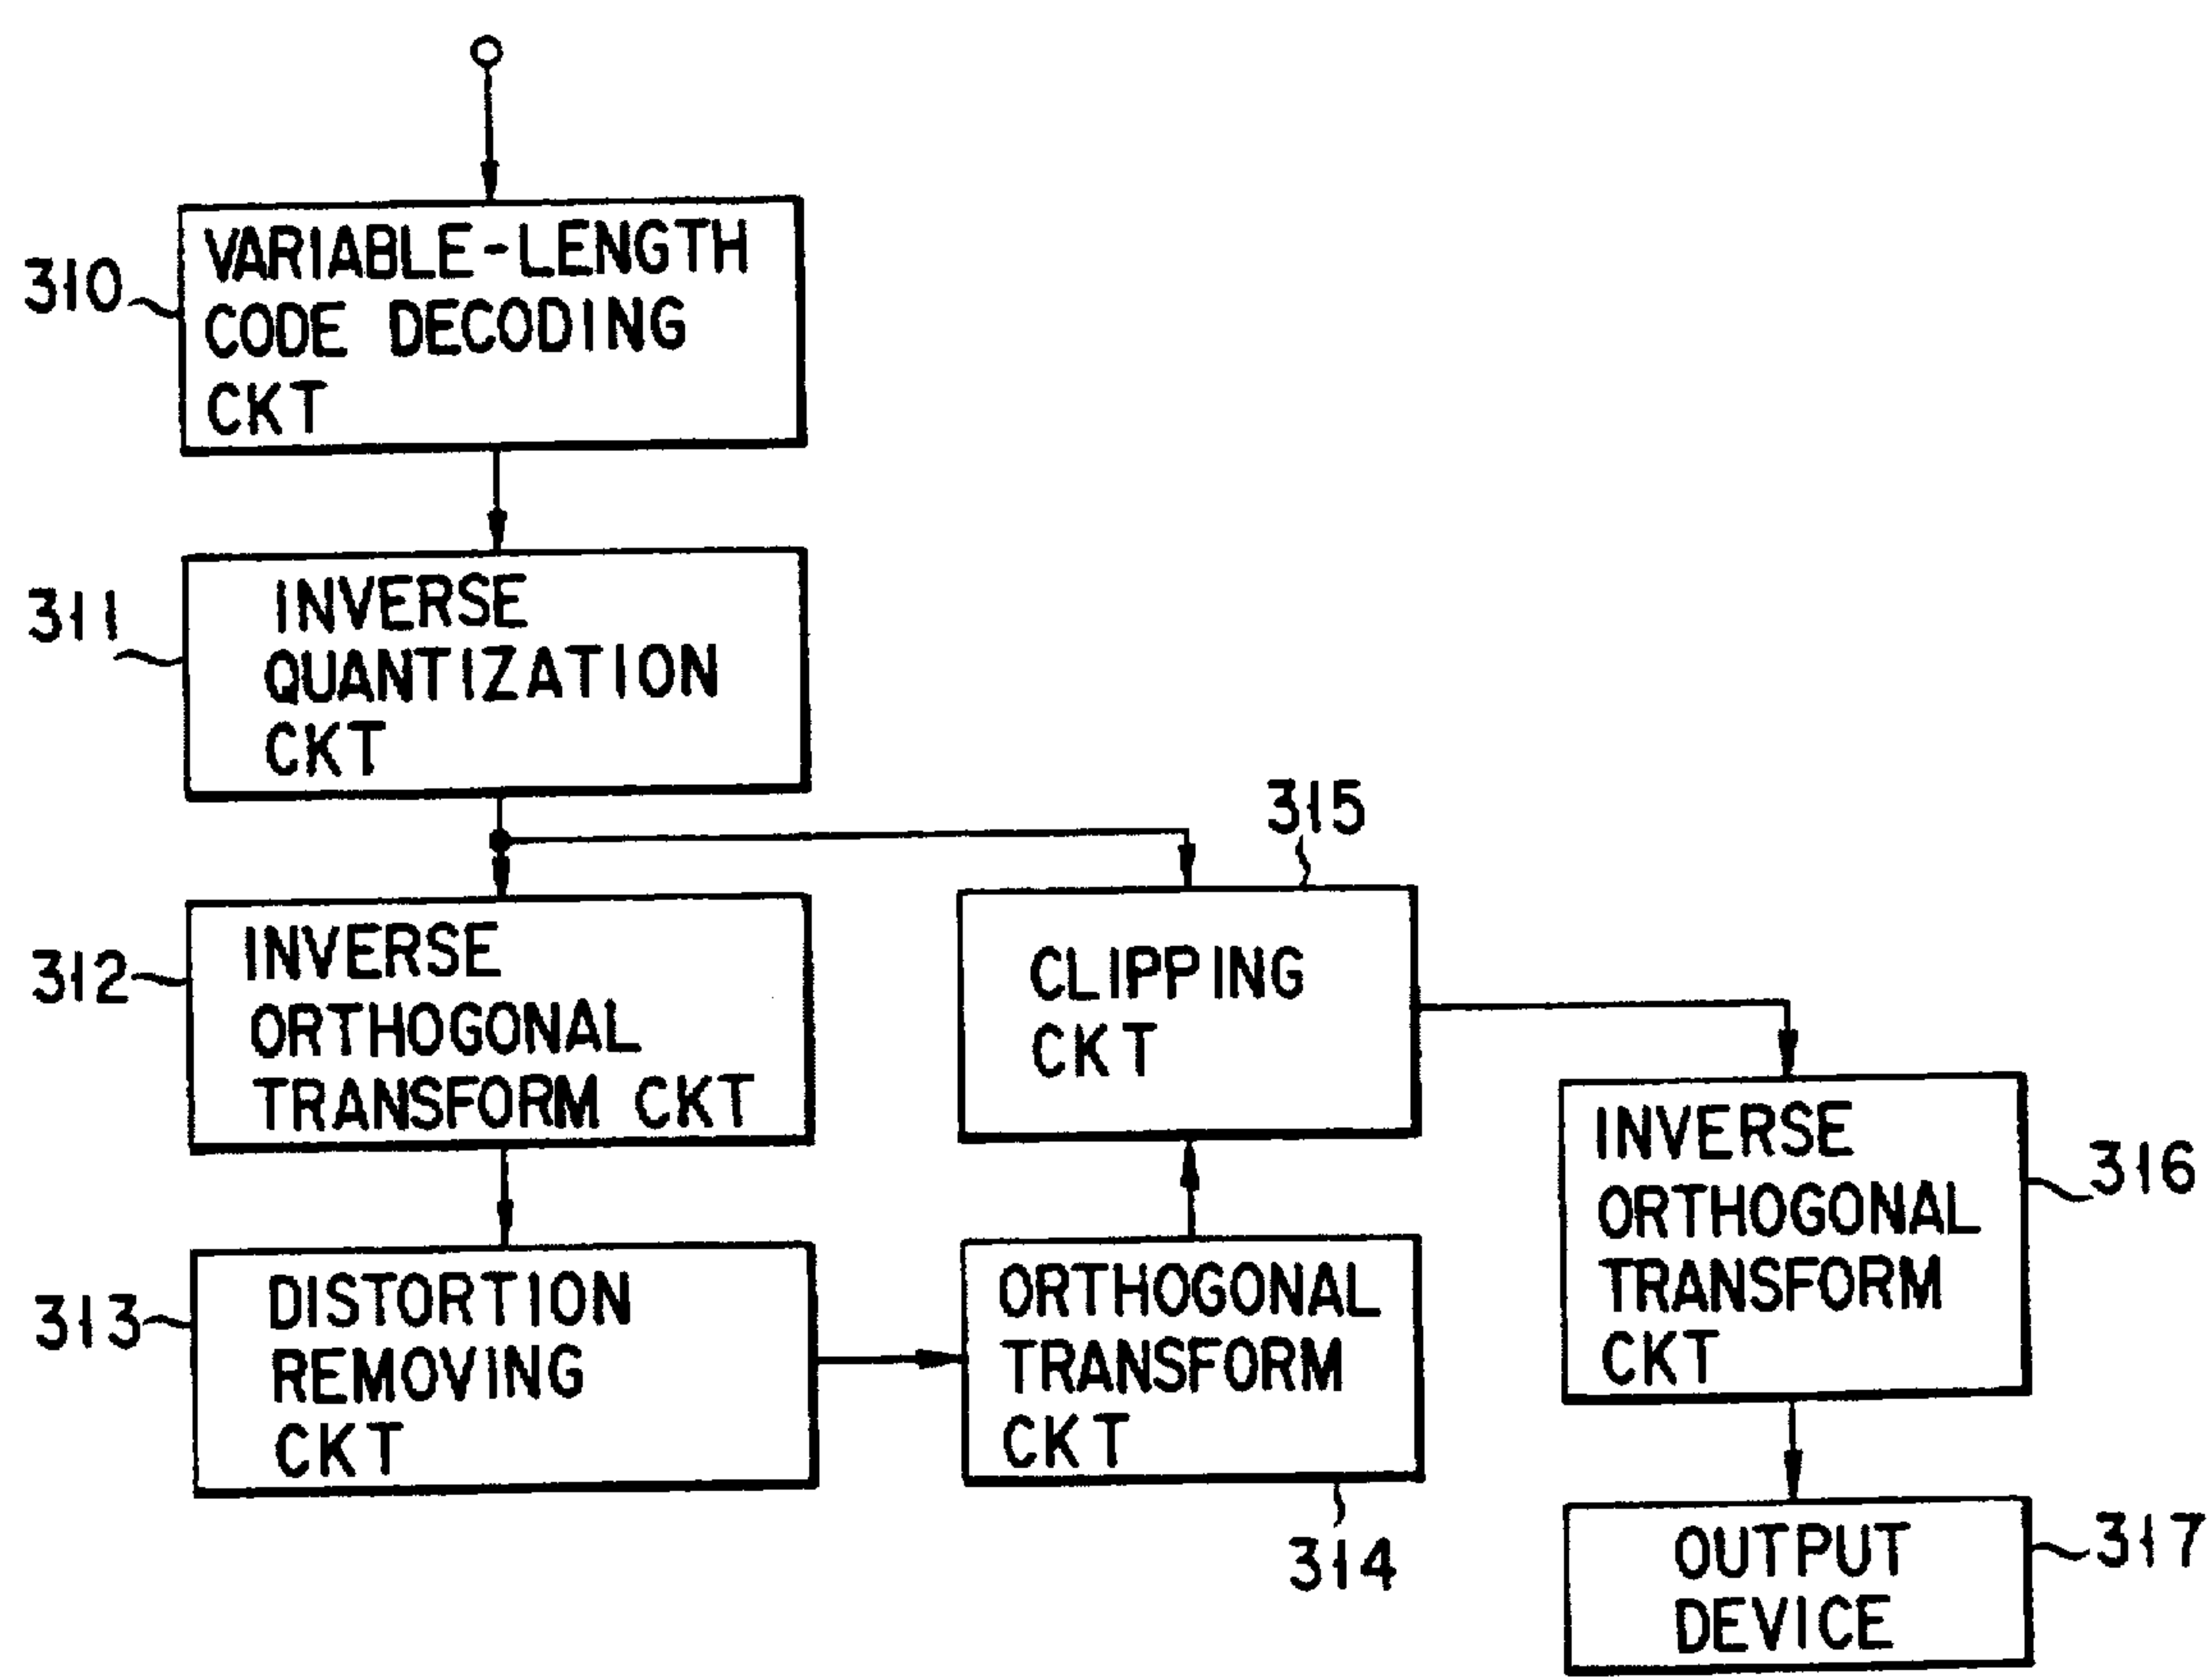 310
VARIABLE-LENGTH
CODE DECODING
CKT
311
INVERSE
QUANTIZATION
CKT
312
INVERSE
ORTHOGONAL
TRANSFORM CKT
315
CLIPPING
CKT
313
DISTORTION
REMOVING
CKT
ORTHOGONAL
TRANSFORM
CKT
314
INVERSE
ORTHOGONAL
TRANSFORM
CKT
316
OUTPUT
DEVICE
317